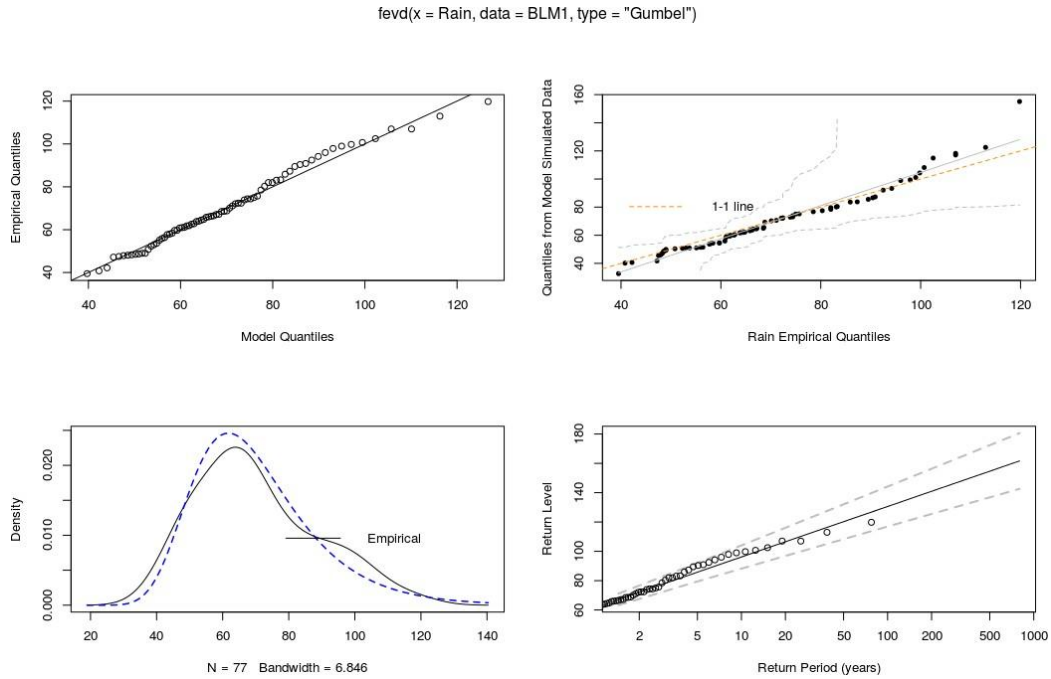 fevd(x = Rain, data = BLM1, type = "Gumbel")
Empirical Quantiles
40 60 80 100 120
40 60 80 100 120
Model Quantiles
Quantiles from Model Simulated Data
40 60 80 120 160
1-1 line
40 60 80 100 120
Rain Empirical Quantiles
Density
0.000 0.010 0.020
Empirical
20 40 60 80 100 120 140
N = 77 Bandwidth = 6.846
Return Level
60 80 100 140 180
2 5 10 20 50 100 200 500 1000
Return Period (years)